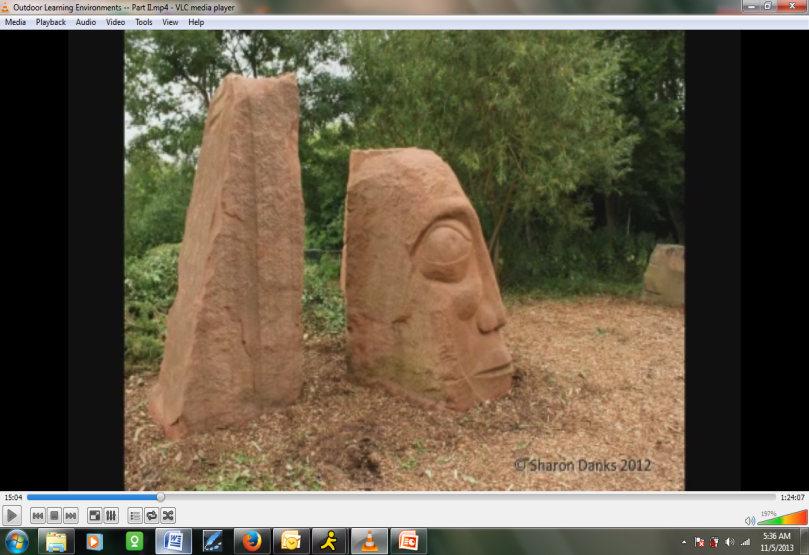 Outdoor Learning Environments -- Part II.mp4 - VLC media player
Media Playback Audio Video Tools View Help
© Sharon Danks 2012
15:04 1:24:07
197%
5:36 AM
11/5/2013